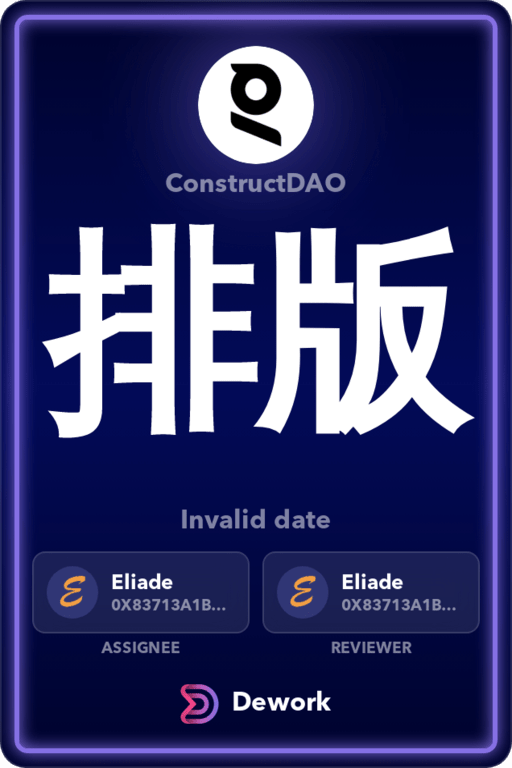 ConstructDAO
排版
Invalid date
Eliade
0X83713A1B...
Eliade
0X83713A1B...
ASSIGNEE
REVIEWER
Dework